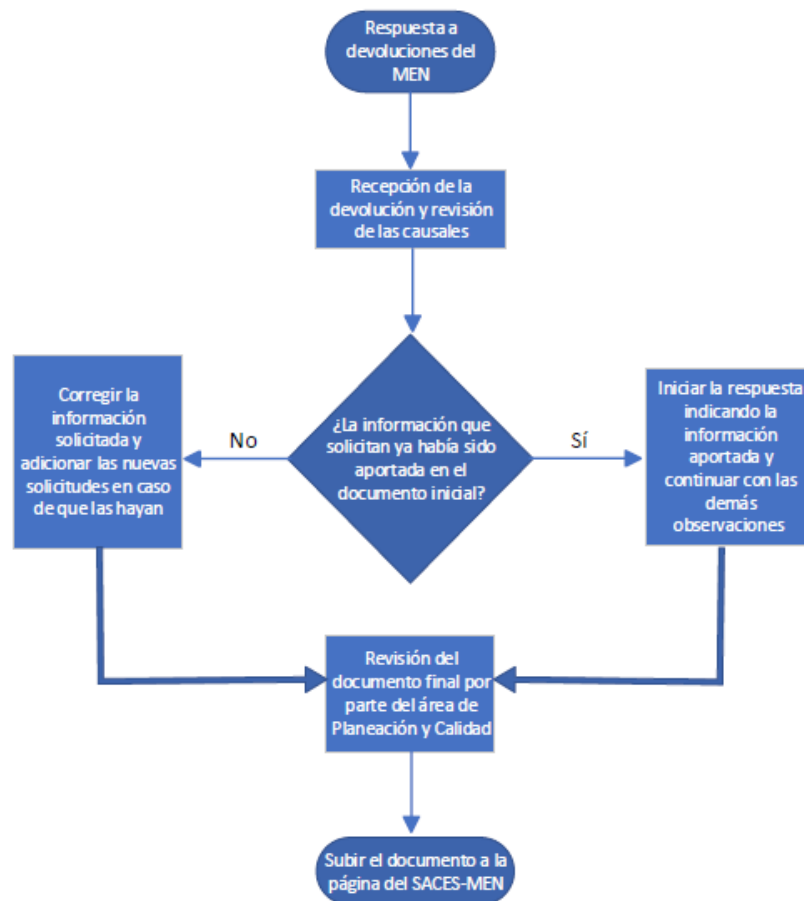 Respuesta a
devoluciones del
MEN
Recepción de la
devolución y revisión
de las causales
¿La información que
solicitan ya había sido
aportada en el
documento inicial?
No
Sí
Corregir la
información
solicitada y
adicionar las nuevas
solicitudes en caso
de que las hayan
Iniciar la respuesta
indicando la
información
aportada y
continuar con las
demás
observaciones
Revisión del
documento final por
parte del área de
Planeación y Calidad
Subir el documento a la
página del SACES-MEN